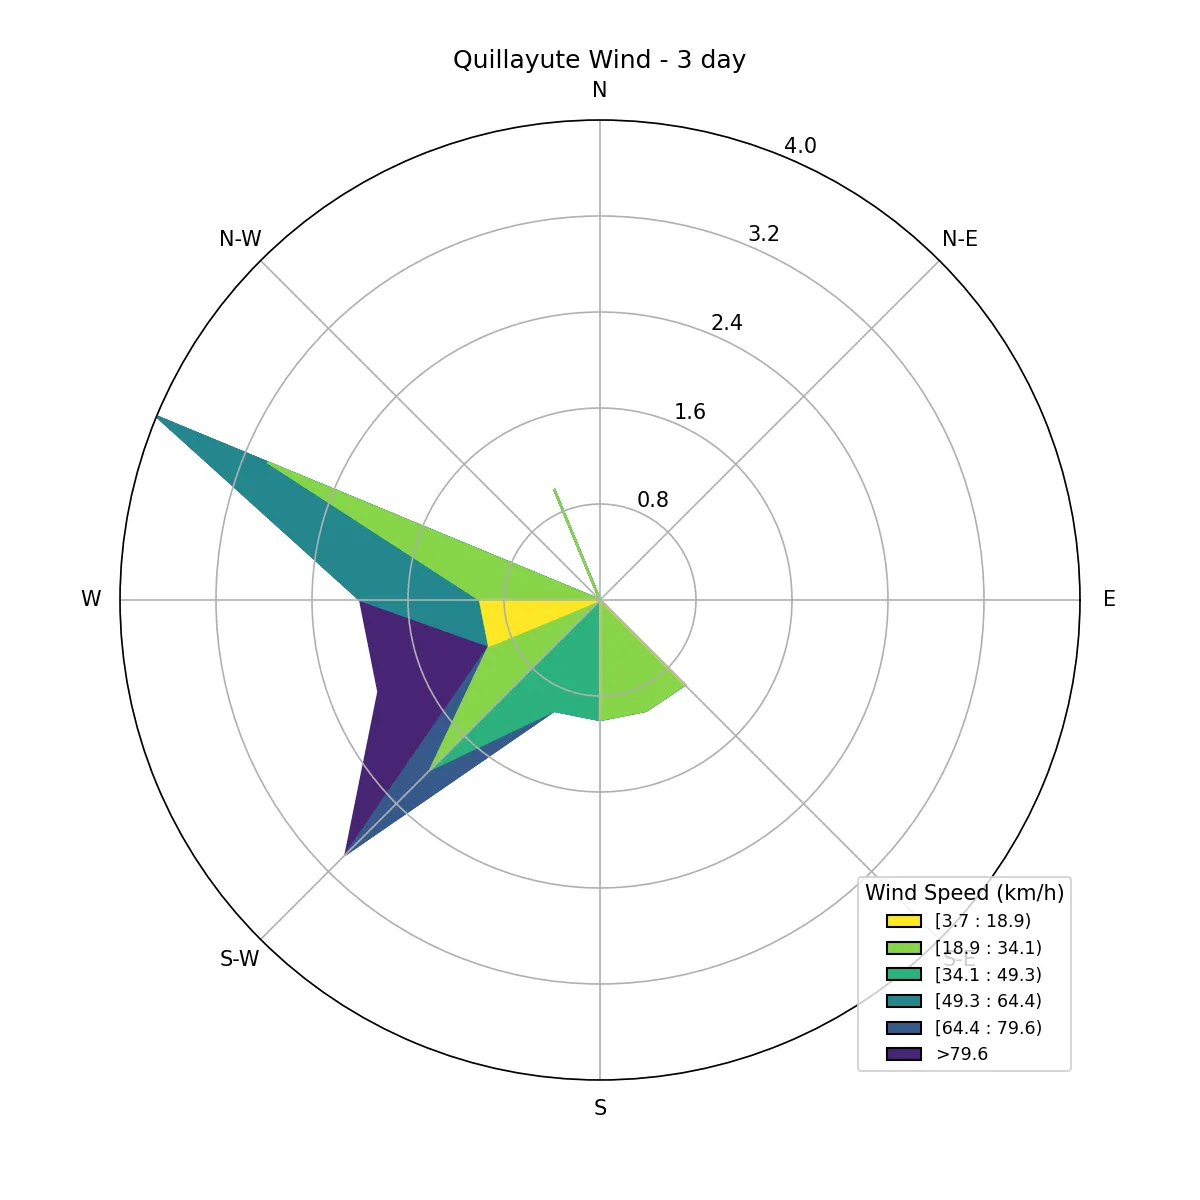 Quillayute Wind - 3 day
N
4.0
N-W
3.2
N-E
2.4
1.6
0.8
W
E
S-W
S-E
Wind Speed (km/h)
[3.7 : 18.9)
[18.9 : 34.1)
[34.1 : 49.3)
[49.3 : 64.4)
[64.4 : 79.6)
>79.6
S